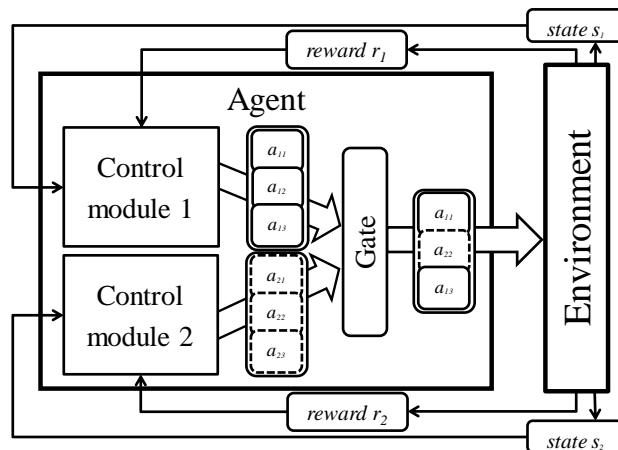 state s₁
reward r₁
Agent
Control
module 1
a₁₁
a₁₂
a₁₃
Control
module 2
a₂₁
a₂₂
a₂₃
Gate
a₁₁
a₂₂
a₁₃
Environment
reward r₂
state s₂